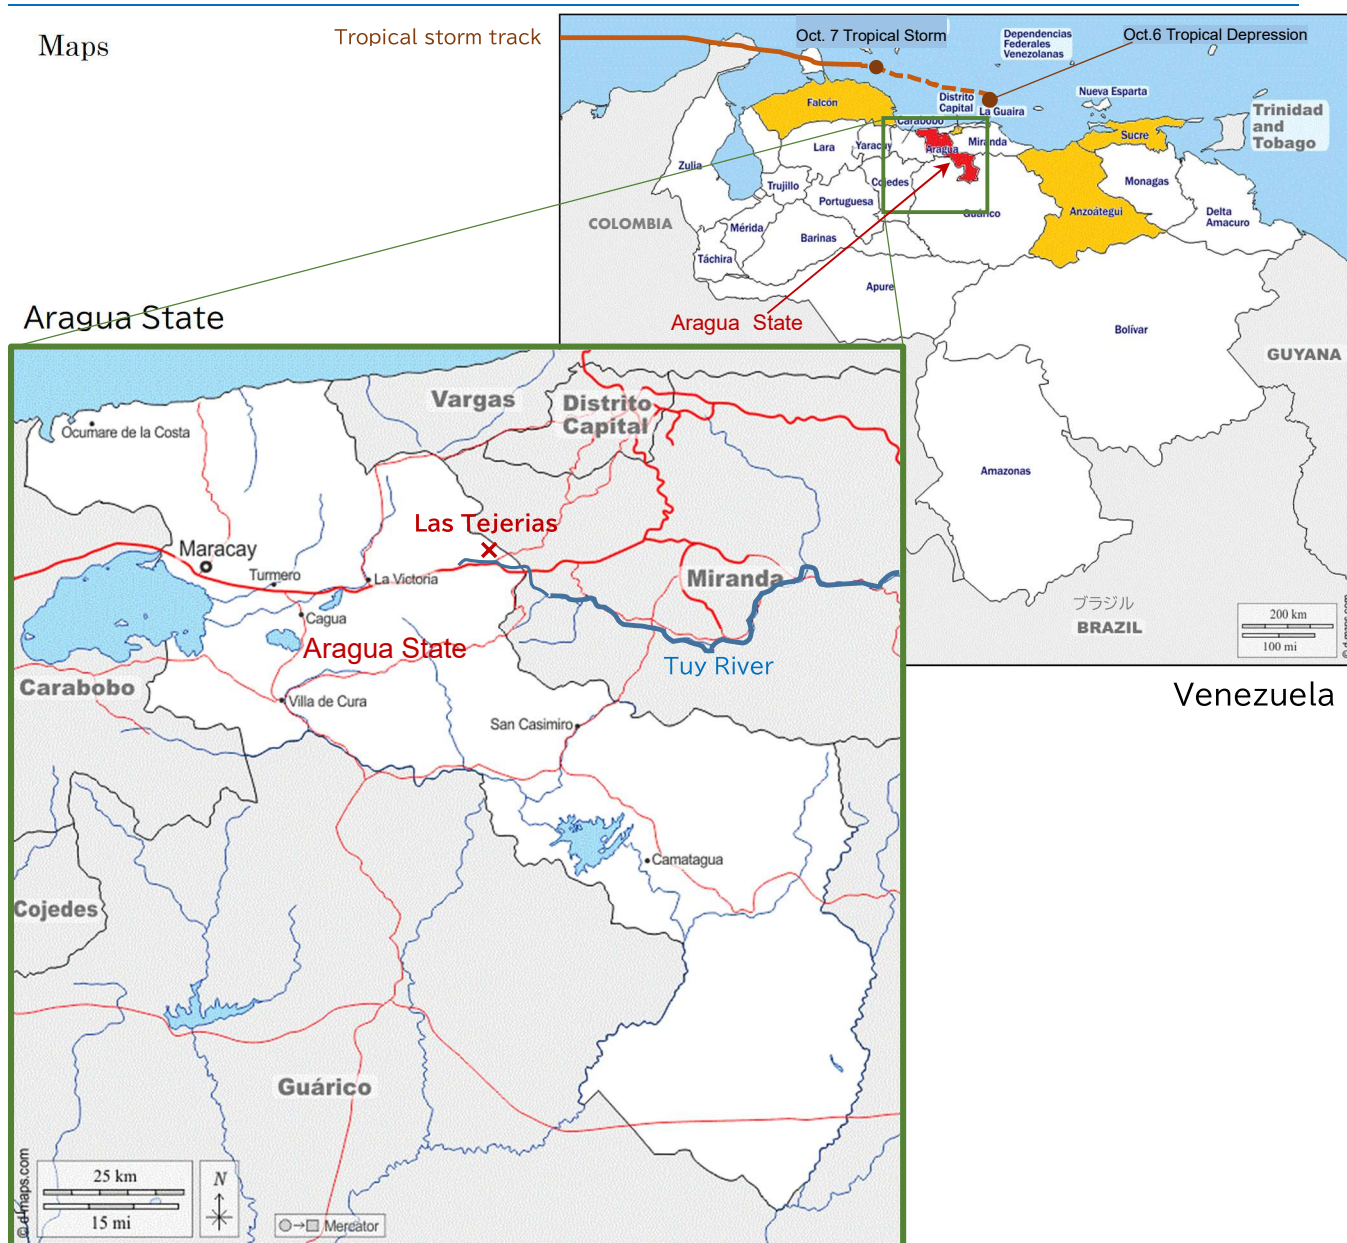 Maps
Tropical storm track
Oct. 7 Tropical Storm
Dependencias
Federales
Venezolanas
Oct.6 Tropical Depression
Falcón
Distrito
Capital
La Guaira
Nueva Esparta
Trinidad
and
Tobago
Carabobo
Sucre
Lara
Yaracuy
Aragua
Miranda
Zulia
Trujillo
Cojedes
Monagas
Portuguesa
Guárico
Anzoátegui
Delta
Amacuro
COLOMBIA
Mérida
Barinas
Táchira
Apure
Aragua State
Aragua State
Bolívar
GUYANA
Amazonas
ブラジル
BRAZIL
200 km
100 mi
© d-maps.com
Venezuela
Vargas
Distrito
Capital
Ocumare de la Costa
Las Tejerias
Maracay
Turmero
La Victoria
Miranda
Cagua
Aragua State
Tuy River
Carabobo
Villa de Cura
San Casimiro
Camatagua
Cojedes
Guárico
25 km
15 mi
N
Mercator
© d-maps.com